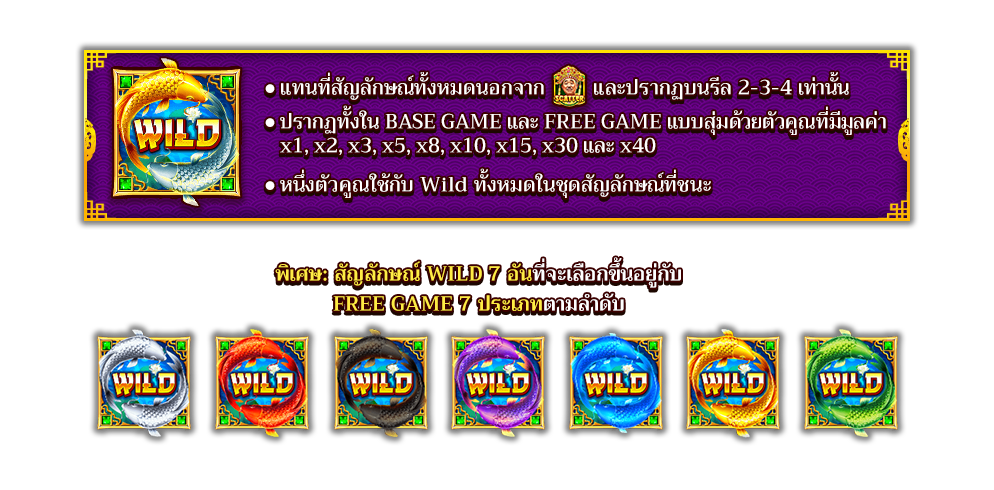 WILD
• แทนที่สัญลักษณ์ทั้งหมดนอกจาก SCATTER และปรากฏบนรีล 2-3-4 เท่านั้น
• ปรากฏทั้งใน BASE GAME และ FREE GAME แบบสุ่มด้วยตัวคูณที่มีมูลค่า
x1, x2, x3, x5, x8, x10, x15, x30 และ x40
• หนึ่งตัวคูณใช้กับ Wild ทั้งหมดในชุดสัญลักษณ์ที่ชนะ
พิเศษ: สัญลักษณ์ WILD 7 อันที่จะเลือกขึ้นอยู่กับ
FREE GAME 7 ประเภทตามลำดับ
WILD WILD WILD WILD WILD WILD WILD